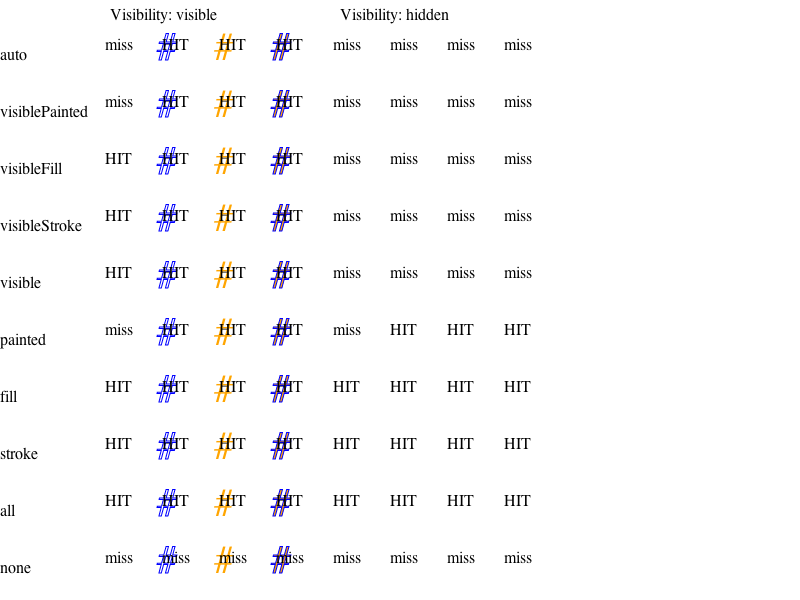 Visibility: visible Visibility: hidden
auto miss # HIT # HIT # HIT miss miss miss miss
visiblePainted miss # HIT # HIT # HIT miss miss miss miss
visibleFill HIT # HIT # HIT # HIT miss miss miss miss
visibleStroke HIT # HIT # HIT # HIT miss miss miss miss
visible HIT # HIT # HIT # HIT miss miss miss miss
painted miss # HIT # HIT # HIT miss HIT HIT HIT
fill HIT # HIT # HIT # HIT HIT HIT HIT HIT
stroke HIT # HIT # HIT # HIT HIT HIT HIT HIT
all HIT # HIT # HIT # HIT HIT HIT HIT HIT
none miss # miss # miss # miss miss miss miss miss